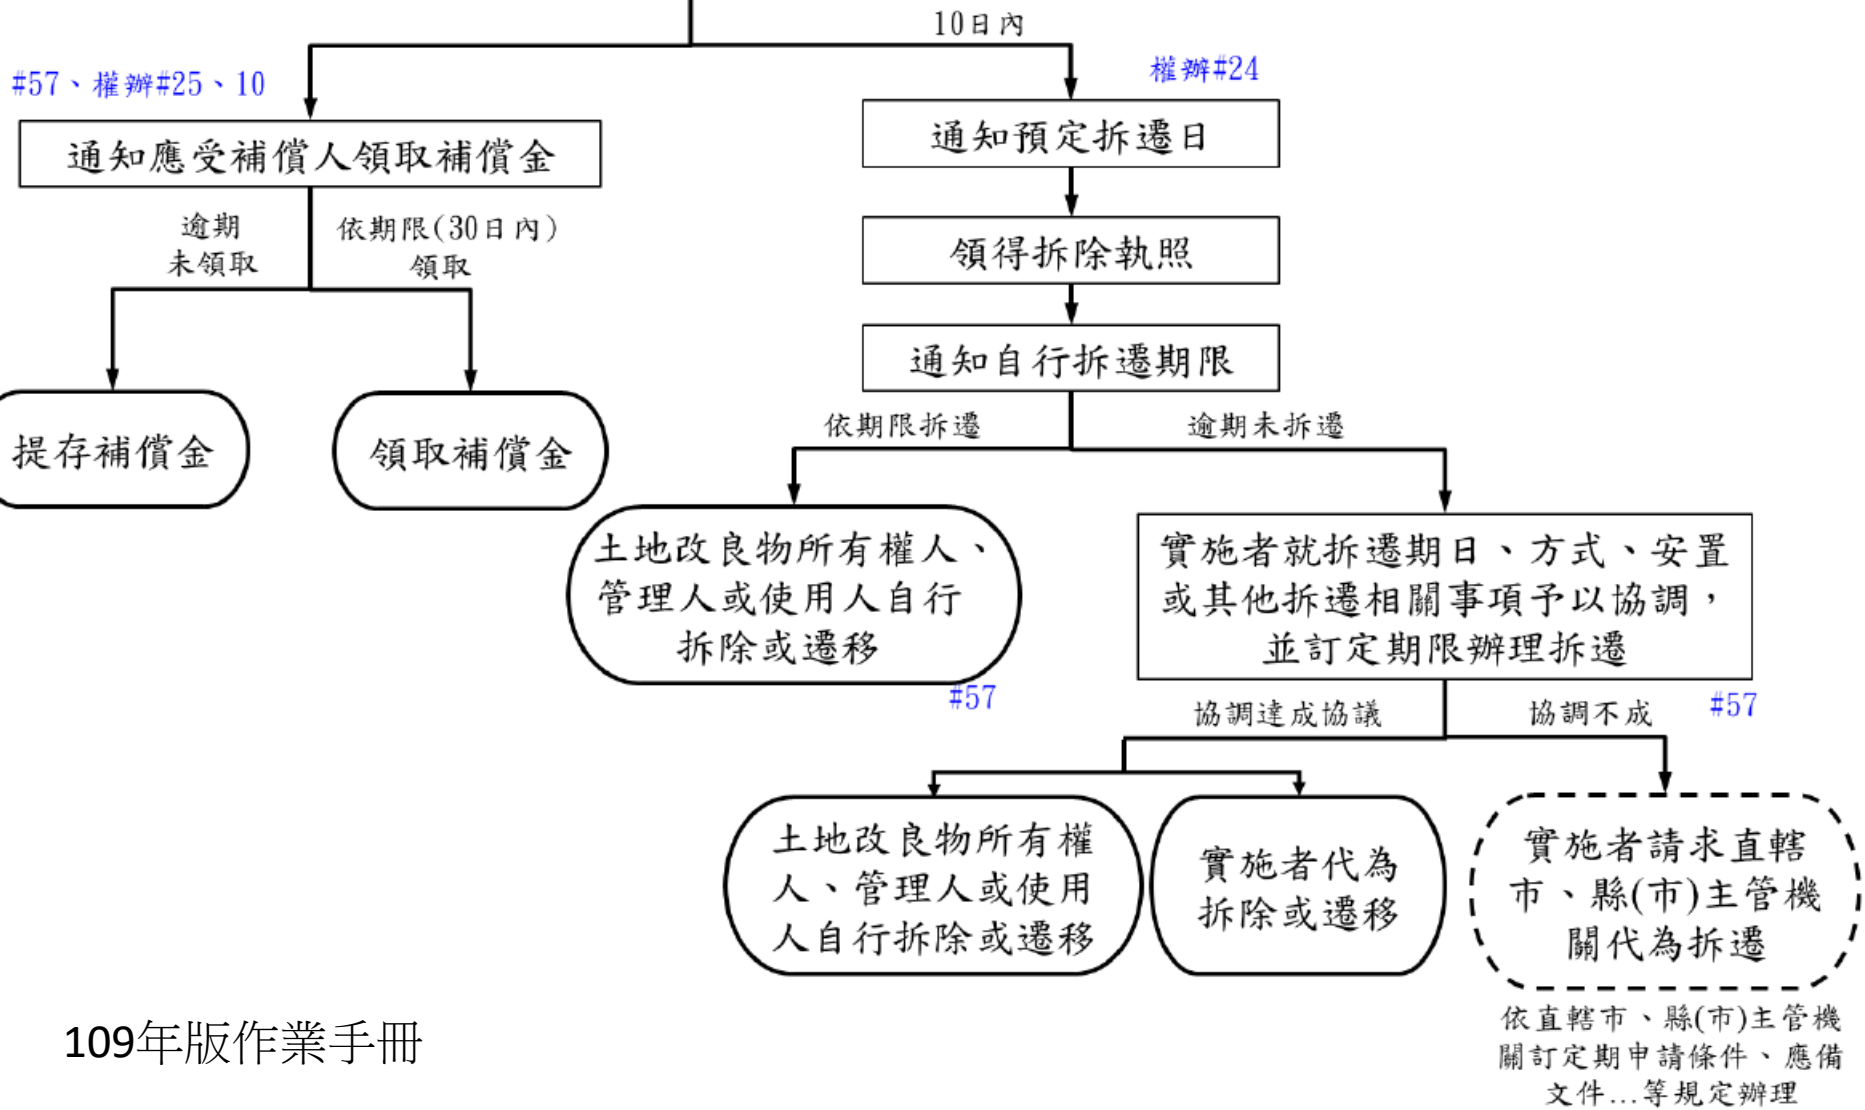 10日內
#57、權辦#25、10
權辦#24
通知應受補償人領取補償金
通知預定拆遷日
逾期
未領取
依期限(30日內)
領取
領得拆除執照
通知自行拆遷期限
依期限拆遷
逾期未拆遷
提存補償金
領取補償金
土地改良物所有權人、
管理人或使用人自行
拆除或遷移
#57
實施者就拆遷期日、方式、安置
或其他拆遷相關事項予以協調，
並訂定期限辦理拆遷
#57
協調達成協議
協調不成
土地改良物所有權
人、管理人或使用
人自行拆除或遷移
實施者代為
拆除或遷移
實施者請求直轄
市、縣(市)主管機
關代為拆遷
依直轄市、縣(市)主管機
關訂定期申請條件、應備
文件...等規定辦理
109年版作業手冊